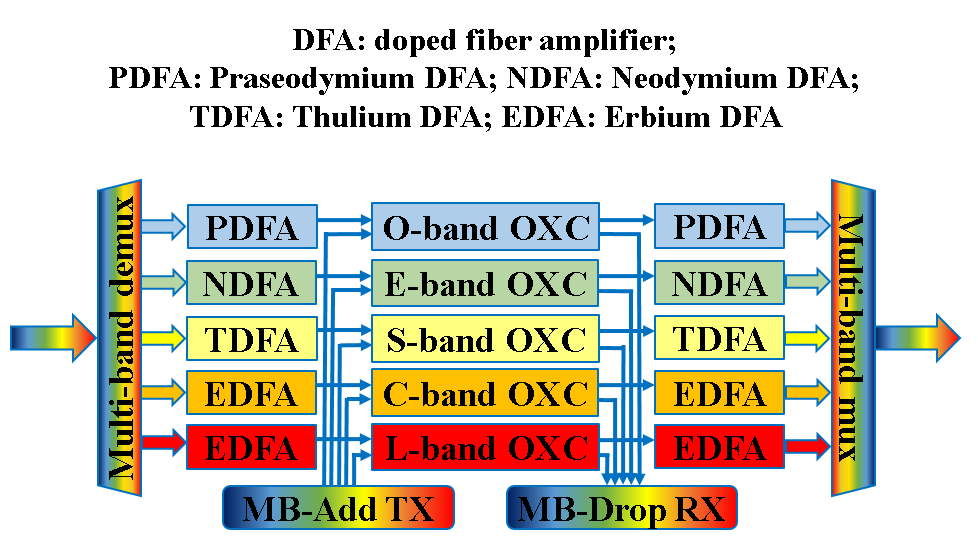 DFA: doped fiber amplifier;
PDFA: Praseodymium DFA; NDFA: Neodymium DFA;
TDFA: Thulium DFA; EDFA: Erbium DFA
Multi-band demux
PDFA
O-band OXC
PDFA
NDFA
E-band OXC
NDFA
TDFA
S-band OXC
TDFA
EDFA
C-band OXC
EDFA
EDFA
L-band OXC
EDFA
Multi-band mux
MB-Add TX
MB-Drop RX